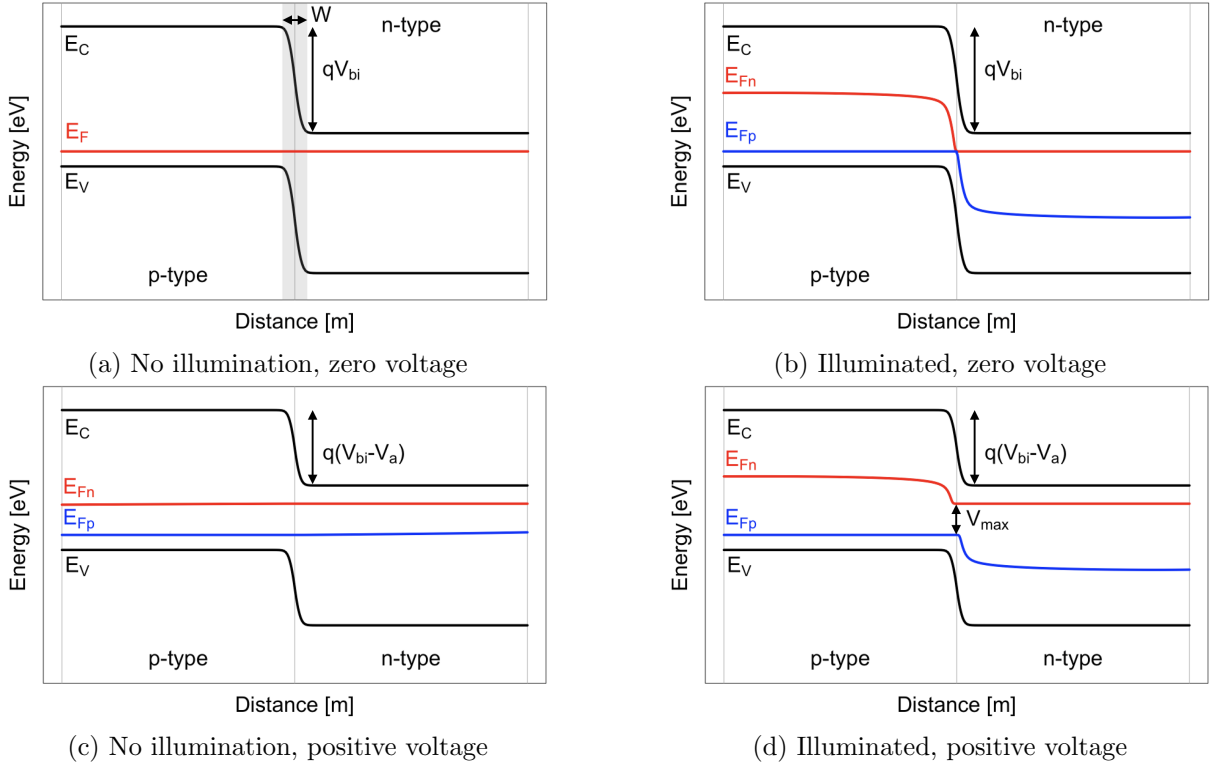 W
n-type
E_C
qV_bi
E_F
E_V
p-type
Energy [eV]
Distance [m]
(a) No illumination, zero voltage
n-type
E_C
qV_bi
E_Fn
E_Fp
E_V
p-type
Energy [eV]
Distance [m]
(b) Illuminated, zero voltage
E_C
q(V_bi-V_a)
E_Fn
E_Fp
E_V
p-type
n-type
Energy [eV]
Distance [m]
(c) No illumination, positive voltage
E_C
q(V_bi-V_a)
E_Fn
E_Fp
V_max
E_V
p-type
n-type
Energy [eV]
Distance [m]
(d) Illuminated, positive voltage